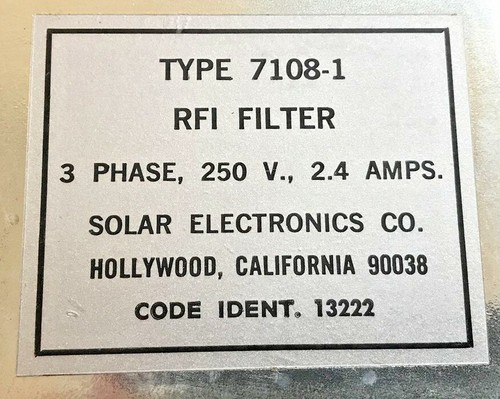 TYPE 7108-1
RFI FILTER
3 PHASE, 250 V., 2.4 AMPS.
SOLAR ELECTRONICS CO.
HOLLYWOOD, CALIFORNIA 90038
CODE IDENT. 13222